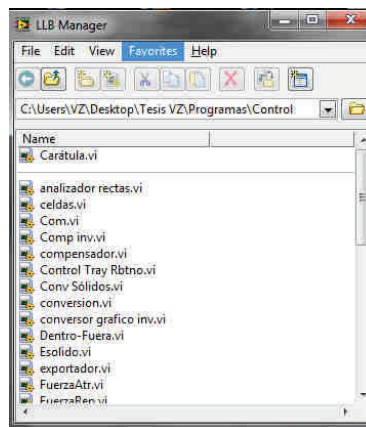 LLB Manager
File Edit View Favorites Help
C:\Users\VZ\Desktop\Tesis VZ\Programas\Control
Name
Carátula.vi
analizador rectas.vi
celdas.vi
Com.vi
Comp inv.vi
compensador.vi
Control Tray Rbtno.vi
Conv Sólidos.vi
conversion.vi
conversor grafico inv.vi
Dentro-Fuera.vi
Esolido.vi
exportador.vi
FuerzaAtr.vi
FuerzaRep.vi